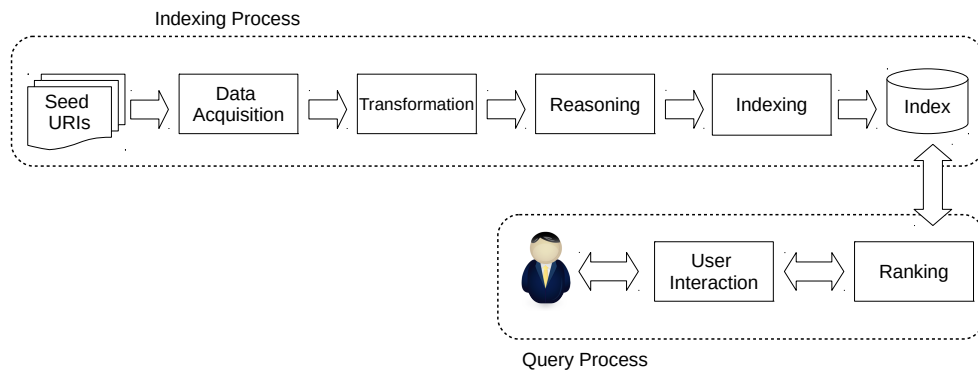 Indexing Process
Seed
URIs
Data
Acquisition
Transformation
Reasoning
Indexing
Index
User
Interaction
Ranking
Query Process